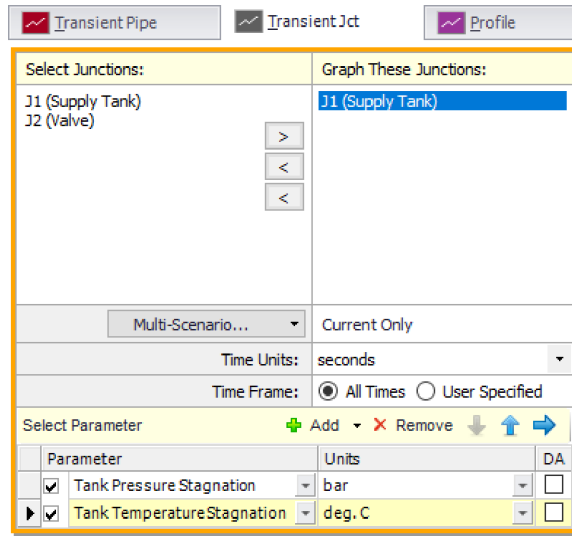 Transient Pipe
Transient Jct
Profile
Select Junctions:
Graph These Junctions:
J1 (Supply Tank)
J2 (Valve)
J1 (Supply Tank)
>
<
<
Multi-Scenario...
Current Only
Time Units:
seconds
Time Frame:
All Times
User Specified
Select Parameter
Add
Remove
Parameter
Units
DA
Tank Pressure Stagnation
bar
Tank Temperature Stagnation
deg. C